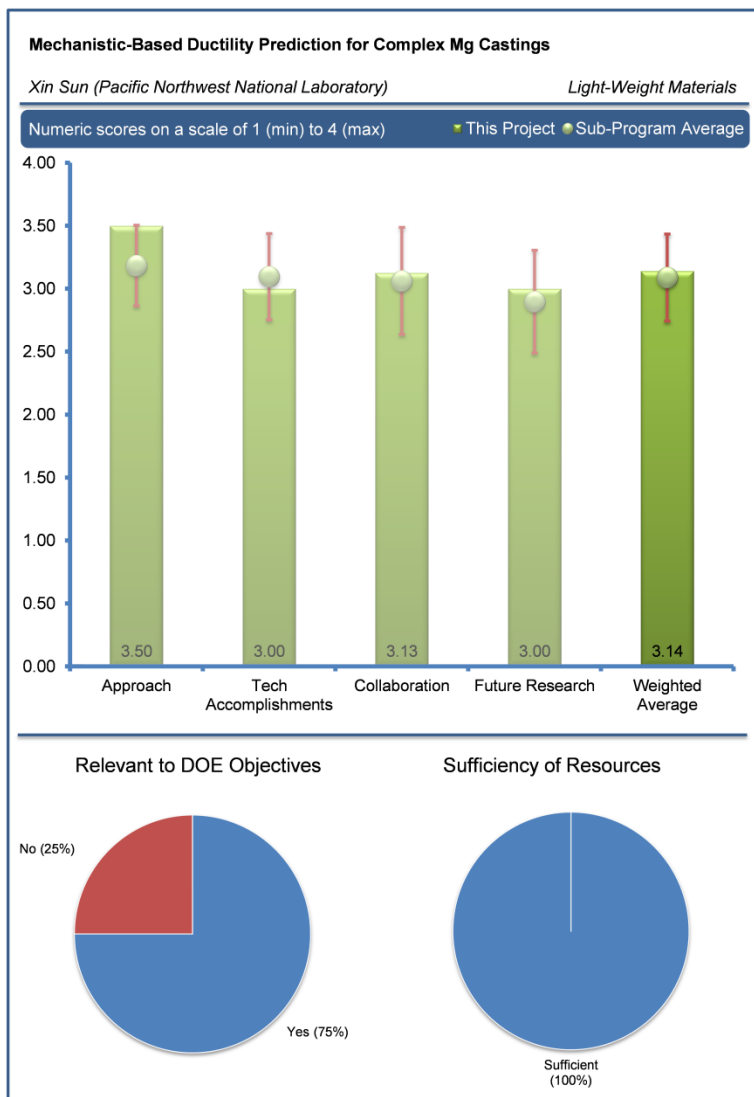 Mechanistic-Based Ductility Prediction for Complex Mg Castings
Xin Sun (Pacific Northwest National Laboratory) Light-Weight Materials
Numeric scores on a scale of 1 (min) to 4 (max) This Project Sub-Program Average
4.00
3.50
3.00
2.50
2.00
1.50
1.00
0.50
0.00
3.50 3.00 3.13 3.00 3.14
Approach Tech Collaboration Future Research Weighted
Accomplishments Average
Relevant to DOE Objectives Sufficiency of Resources
No (25%)
Yes (75%)
Sufficient
(100%)